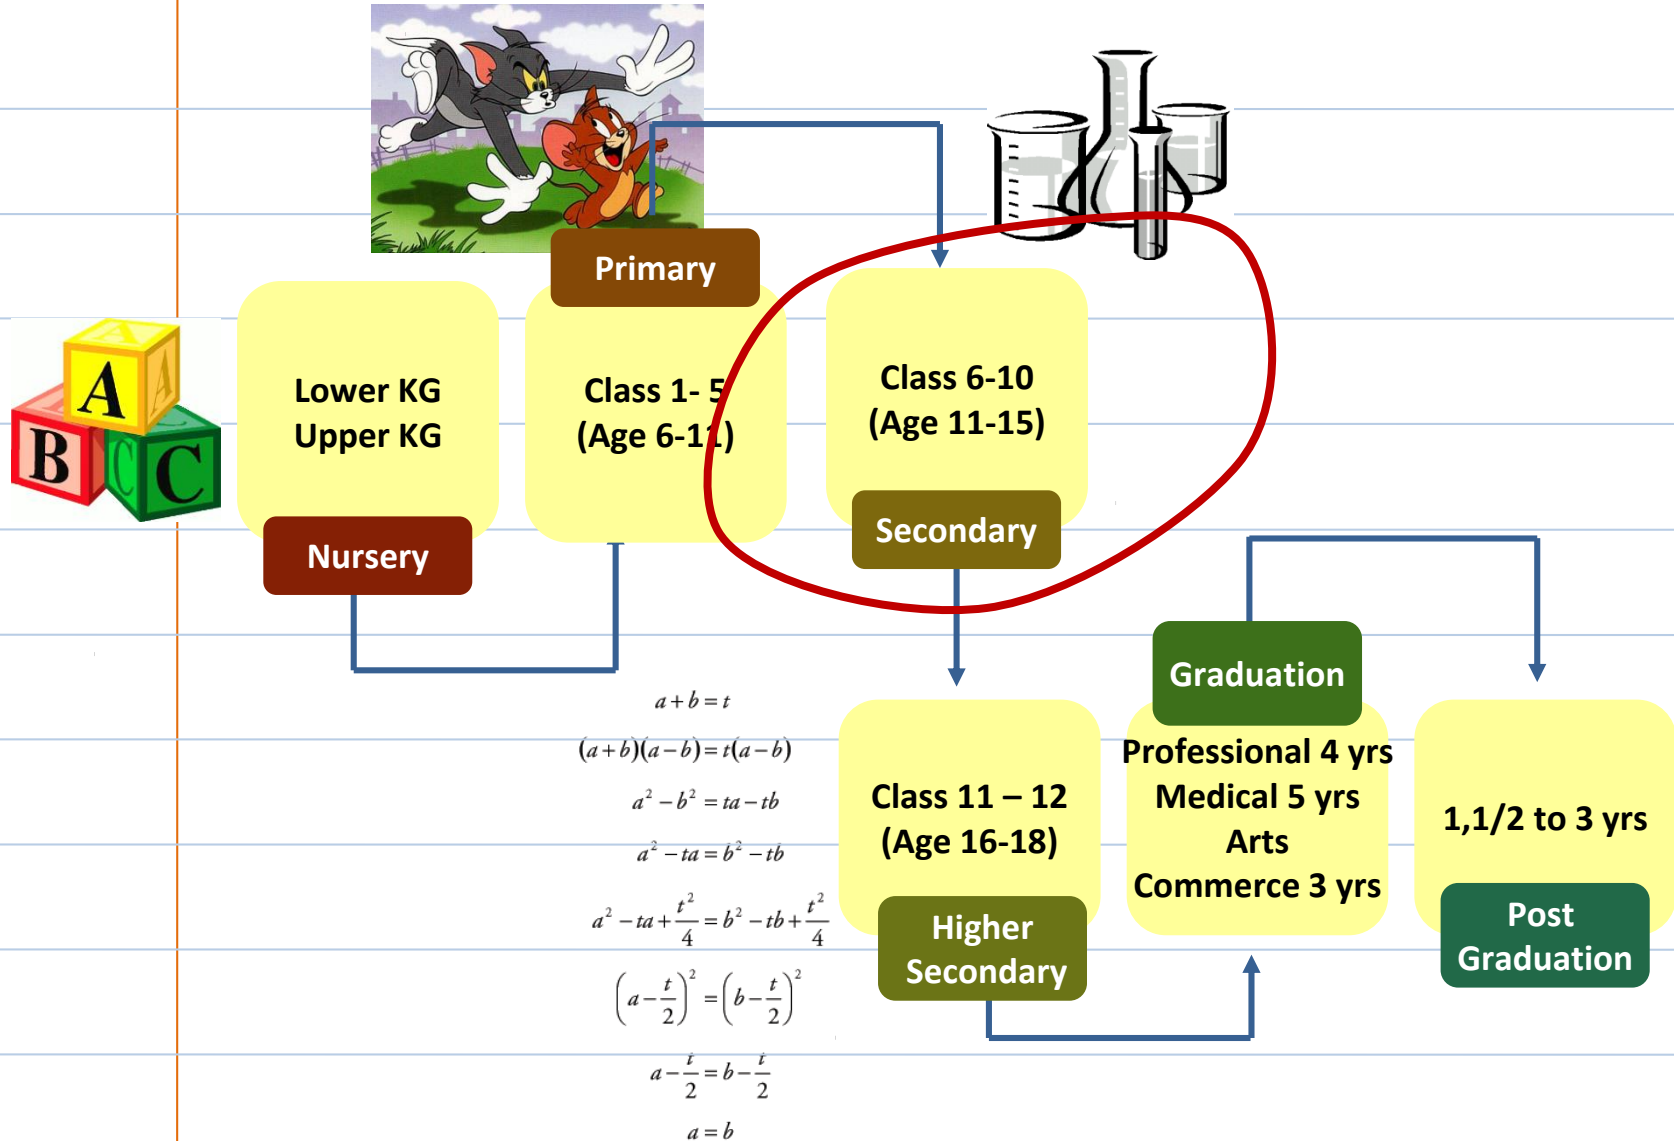 A
A
B
C
C
Lower KG
Upper KG
Nursery
Primary
Class 1- 5
(Age 6-11)
Class 6-10
(Age 11-15)
Secondary
a + b = t
(a + b)(a − b) = t(a − b)
a² − b² = ta − tb
a² − ta = b² − tb
a² − ta + t²/4 = b² − tb + t²/4
(a − t/2)² = (b − t/2)²
a − t/2 = b − t/2
a = b
Class 11 – 12
(Age 16-18)
Higher
Secondary
Graduation
Professional 4 yrs
Medical 5 yrs
Arts
Commerce 3 yrs
1,1/2 to 3 yrs
Post
Graduation